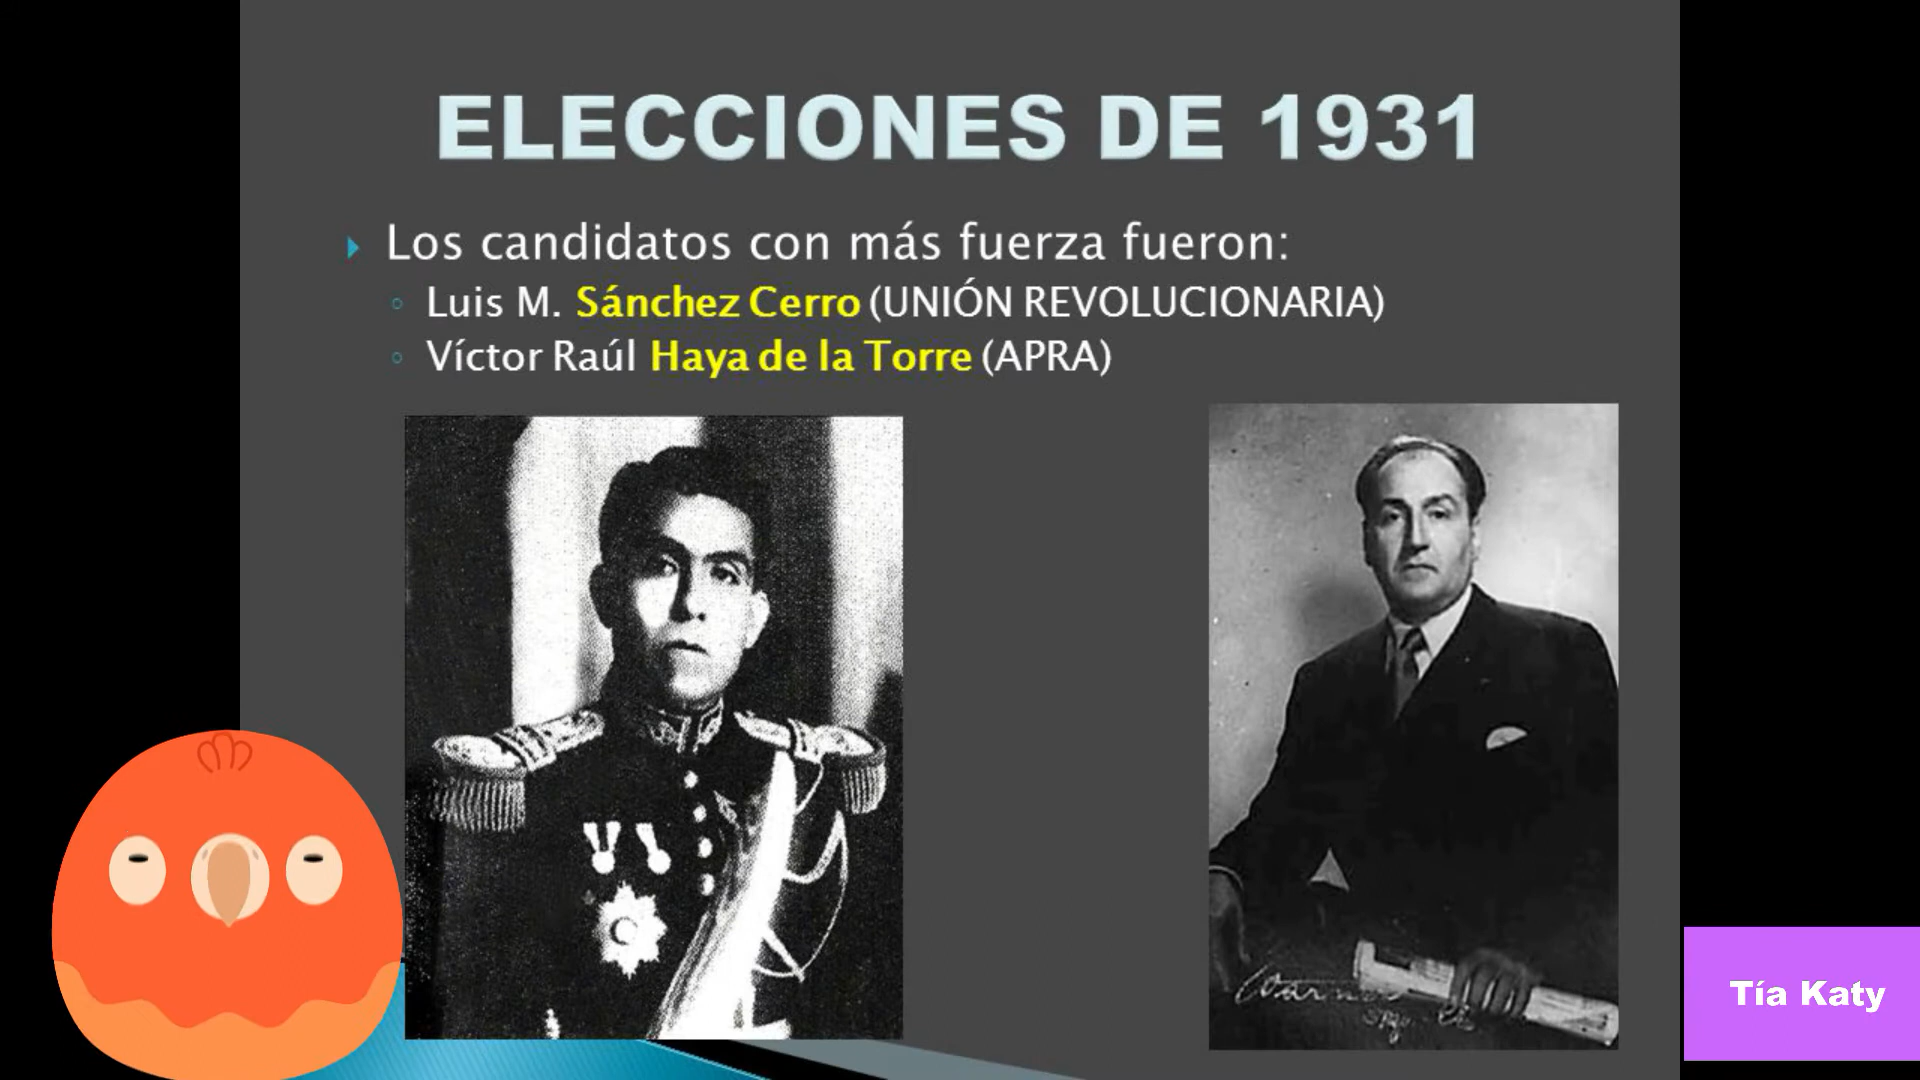 ELECCIONES DE 1931
Los candidatos con más fuerza fueron:
Luis M. Sánchez Cerro (UNIÓN REVOLUCIONARIA)
Víctor Raúl Haya de la Torre (APRA)
Tía Katy